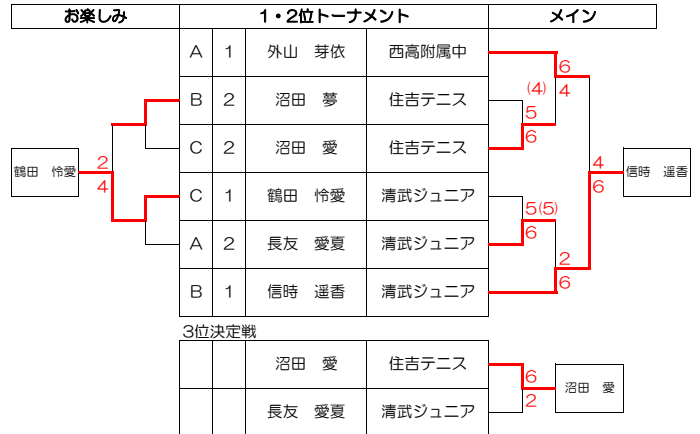 お楽しみ 1・2位トーナメント メイン
A 1 外山 芽依 西高附属中
6
(4) 4
B 2 沼田 夢 住吉テニス
5
6
C 2 沼田 愛 住吉テニス
鶴田 怜愛 2 4 信時 遥香
4 6
C 1 鶴田 怜愛 清武ジュニア
5(5)
6
A 2 長友 愛夏 清武ジュニア
2
6
B 1 信時 遥香 清武ジュニア
3位決定戦
沼田 愛 住吉テニス
6 沼田 愛
2
長友 愛夏 清武ジュニア